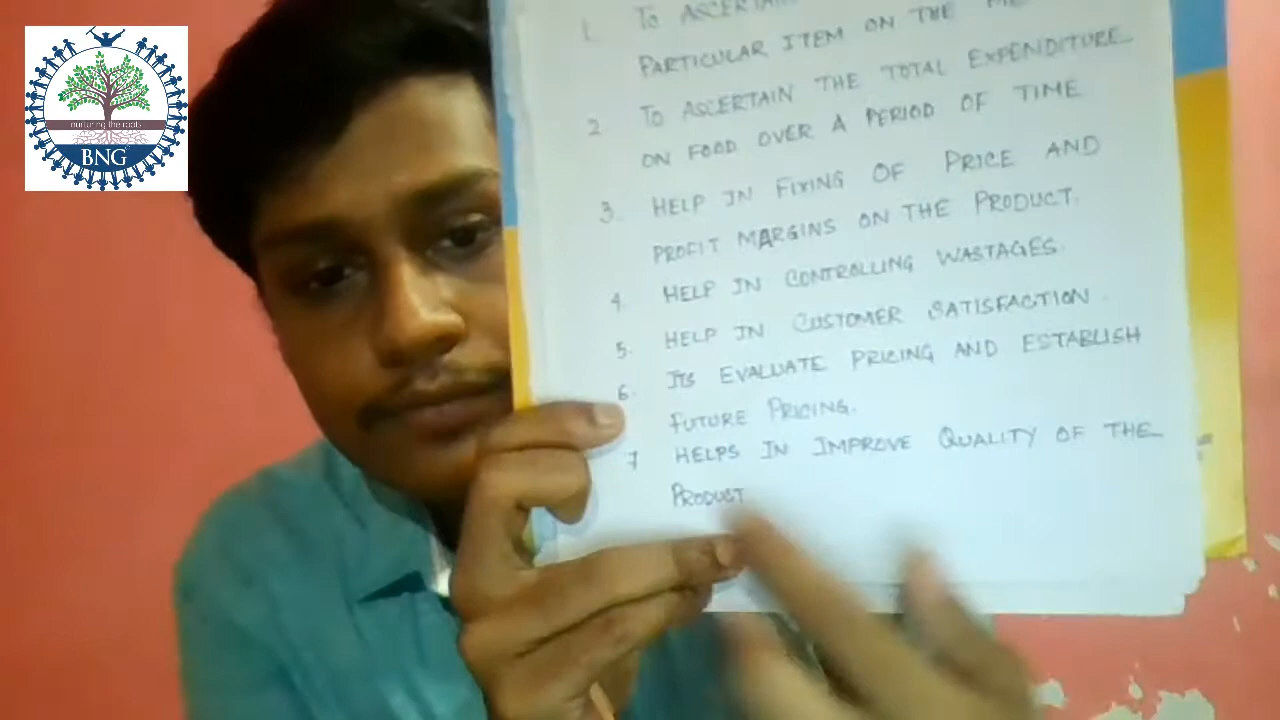 nurturing the roots
BNG
1. To ASCERTAIN
PARTICULAR ITEM ON THE
2. To ASCERTAIN THE TOTAL EXPENDITURE
ON FOOD OVER A PERIOD OF TIME
3. HELP IN FIXING OF PRICE AND
PROFIT MARGINS ON THE PRODUCT.
4. HELP IN CONTROLLING WASTAGES.
5. HELP IN CUSTOMER SATISFACTION.
6. ITS EVALUATE PRICING AND ESTABLISH
FUTURE PRICING.
7 HELPS IN IMPROVE QUALITY OF THE
PRODUCT